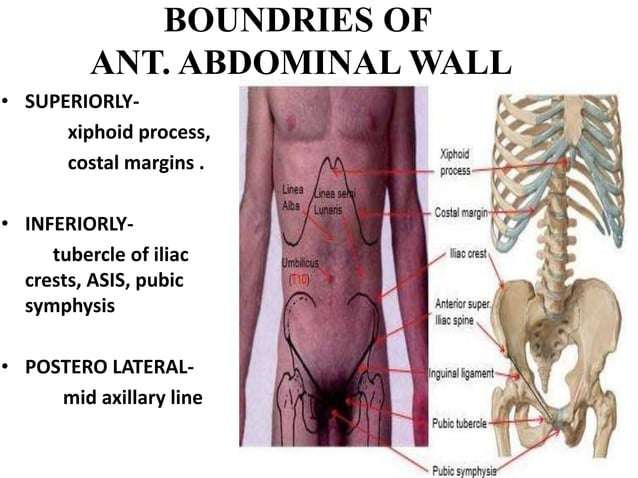 BOUNDRIES OF
ANT. ABDOMINAL WALL
• SUPERIORLY-
xiphoid process,
costal margins .
• INFERIORLY-
tubercle of iliac
crests, ASIS, pubic
symphysis
• POSTERO LATERAL-
mid axillary line
Linea
Alba
Linea semi
Lunaris
Umbilicus
(T10)
Xiphoid
process
Costal margin
Iliac crest
Anterior super.
Iliac spine
Inguinal ligament
Pubic tubercle
Pubic symphysis